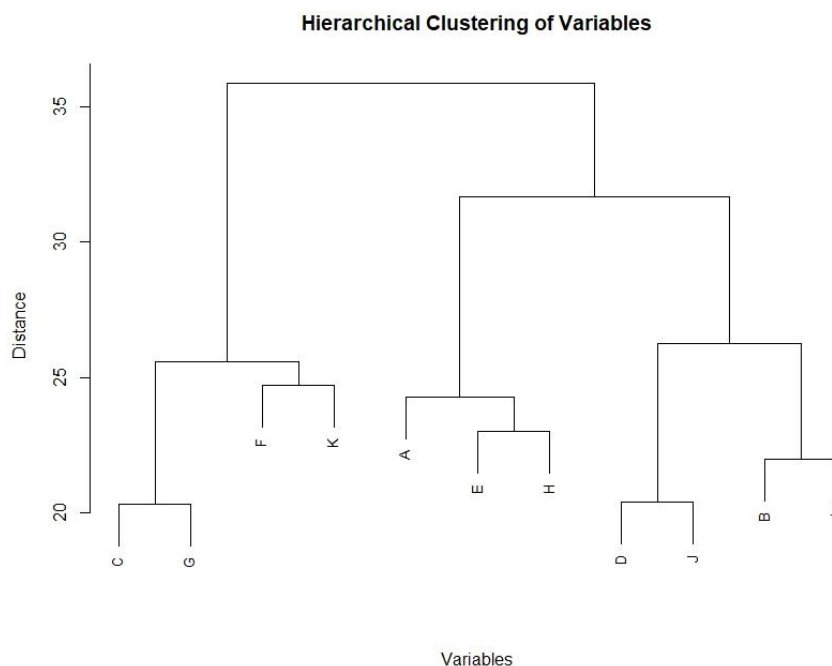 Hierarchical Clustering of Variables
35
30
25
20
Distance
F
K
A
E
H
B
C
G
D
J
Variables